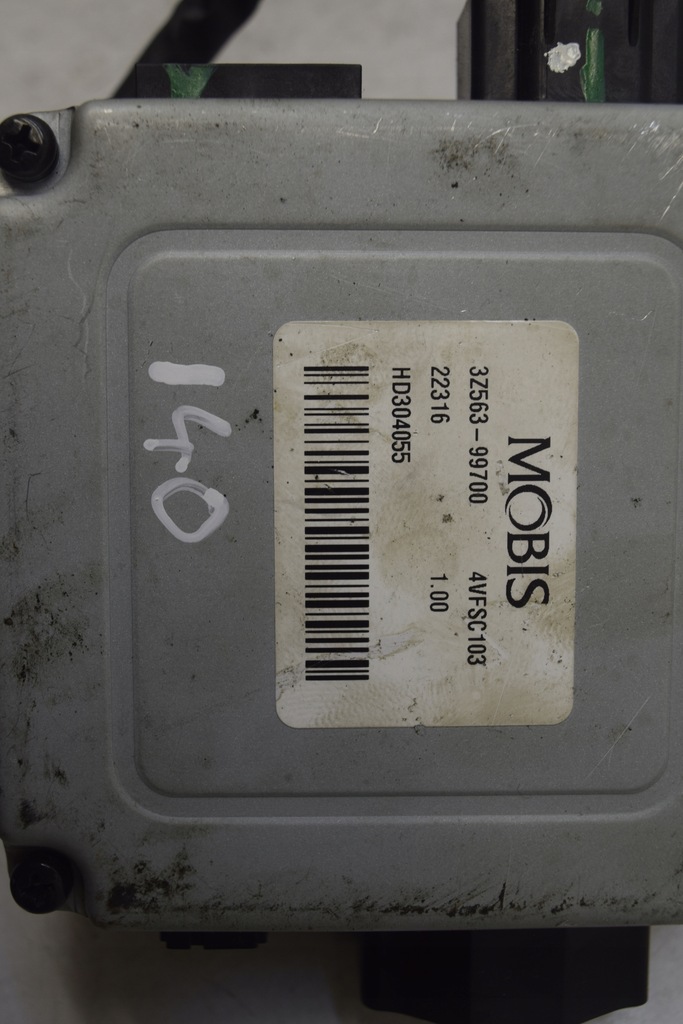 MOBIS
3Z563-99700 4VFSC103
22316 1.00
HD304055
140